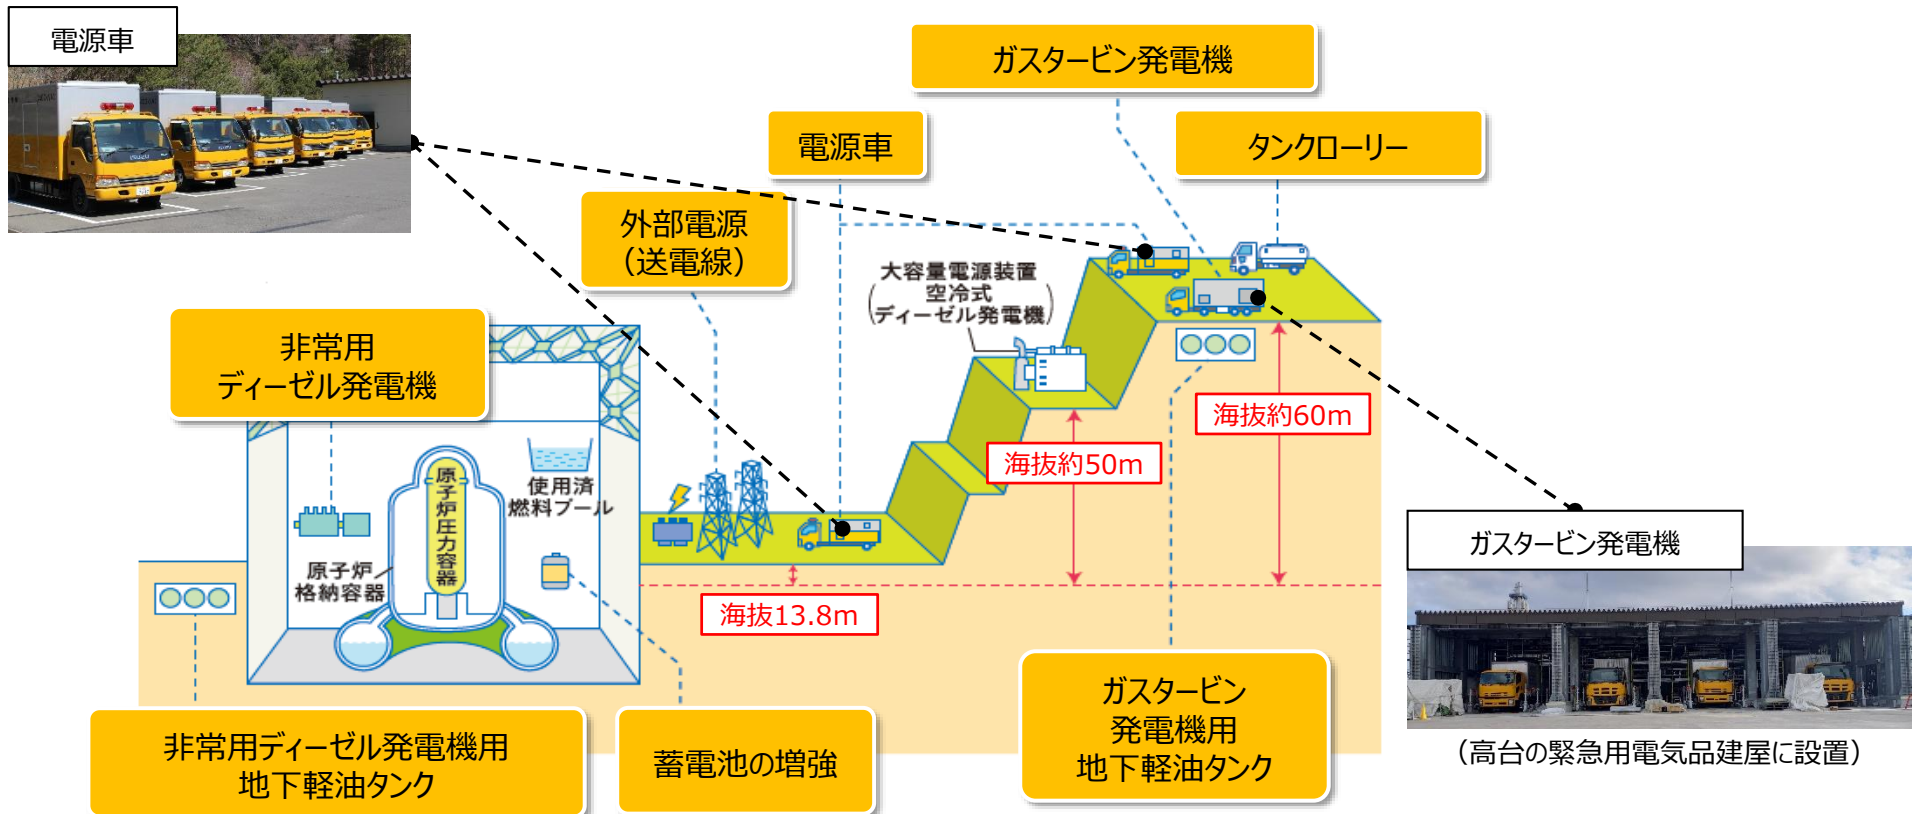 電源車
ガスタービン発電機
電源車
タンクローリー
外部電源
（送電線）
大容量電源装置
（空冷式
ディーゼル発電機）
非常用
ディーゼル発電機
海抜約60m
海抜約50m
使用済
燃料プール
原子炉圧力容器
原子炉
格納容器
海抜13.8m
ガスタービン発電機
（高台の緊急用電気品建屋に設置）
非常用ディーゼル発電機用
地下軽油タンク
蓄電池の増強
ガスタービン
発電機用
地下軽油タンク